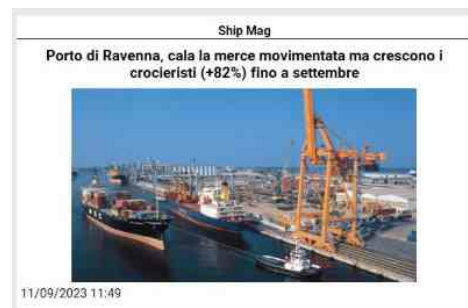 Ship Mag
Porto di Ravenna, cala la merce movimentata ma crescono i
crocieristi (+82%) fino a settembre
11/09/2023 11:49